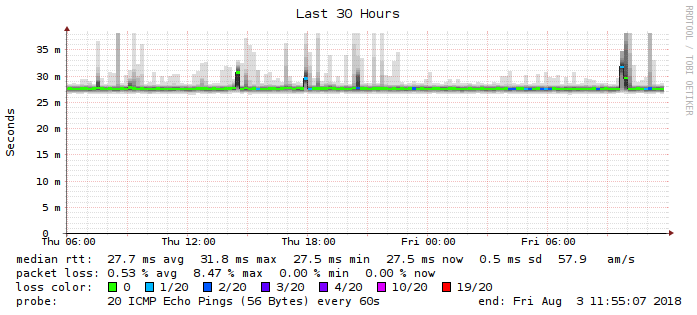 Last 30 Hours
RRDTOOL / TOBI OETIKER
Seconds
35 m
30 m
25 m
20 m
15 m
10 m
5 m
0
Thu 06:00 Thu 12:00 Thu 18:00 Fri 00:00 Fri 06:00
median rtt: 27.7 ms avg 31.8 ms max 27.5 ms min 27.5 ms now 0.5 ms sd 57.9 am/s
packet loss: 0.53 % avg 8.47 % max 0.00 % min 0.00 % now
loss color: 0 1/20 2/20 3/20 4/20 10/20 19/20
probe: 20 ICMP Echo Pings (56 Bytes) every 60s end: Fri Aug 3 11:55:07 2018